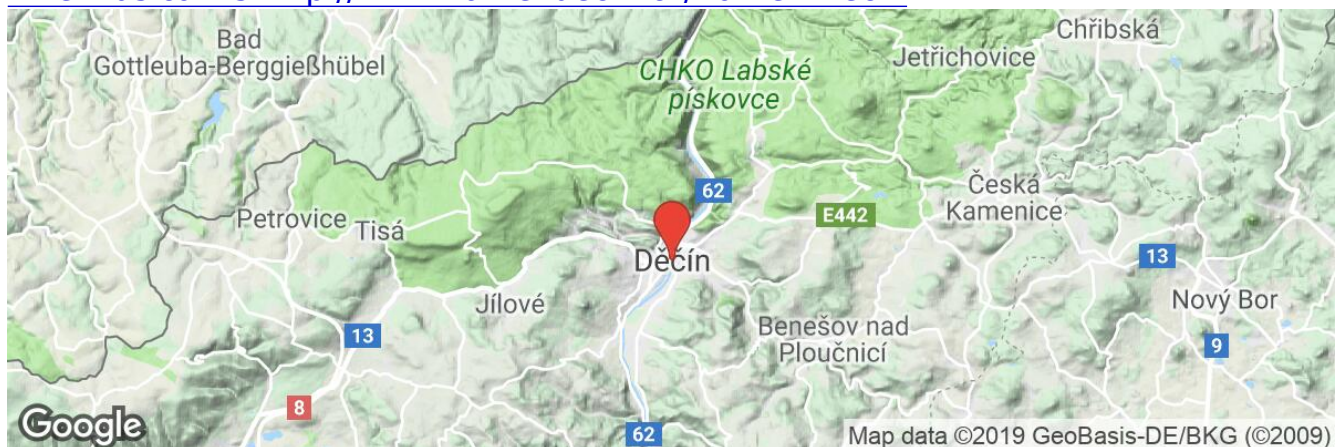 Chřibská
Bad
Gottleuba-Berggießhübel
Jetřichovice
CHKO Labské
pískovce
62
Česká
Kamenice
Petrovice
Tisá
E442
Děčín
13
Jílové
Nový Bor
13
Benešov nad
Ploučnicí
9
8
62
Google
Map data ©2019 GeoBasis-DE/BKG (©2009)